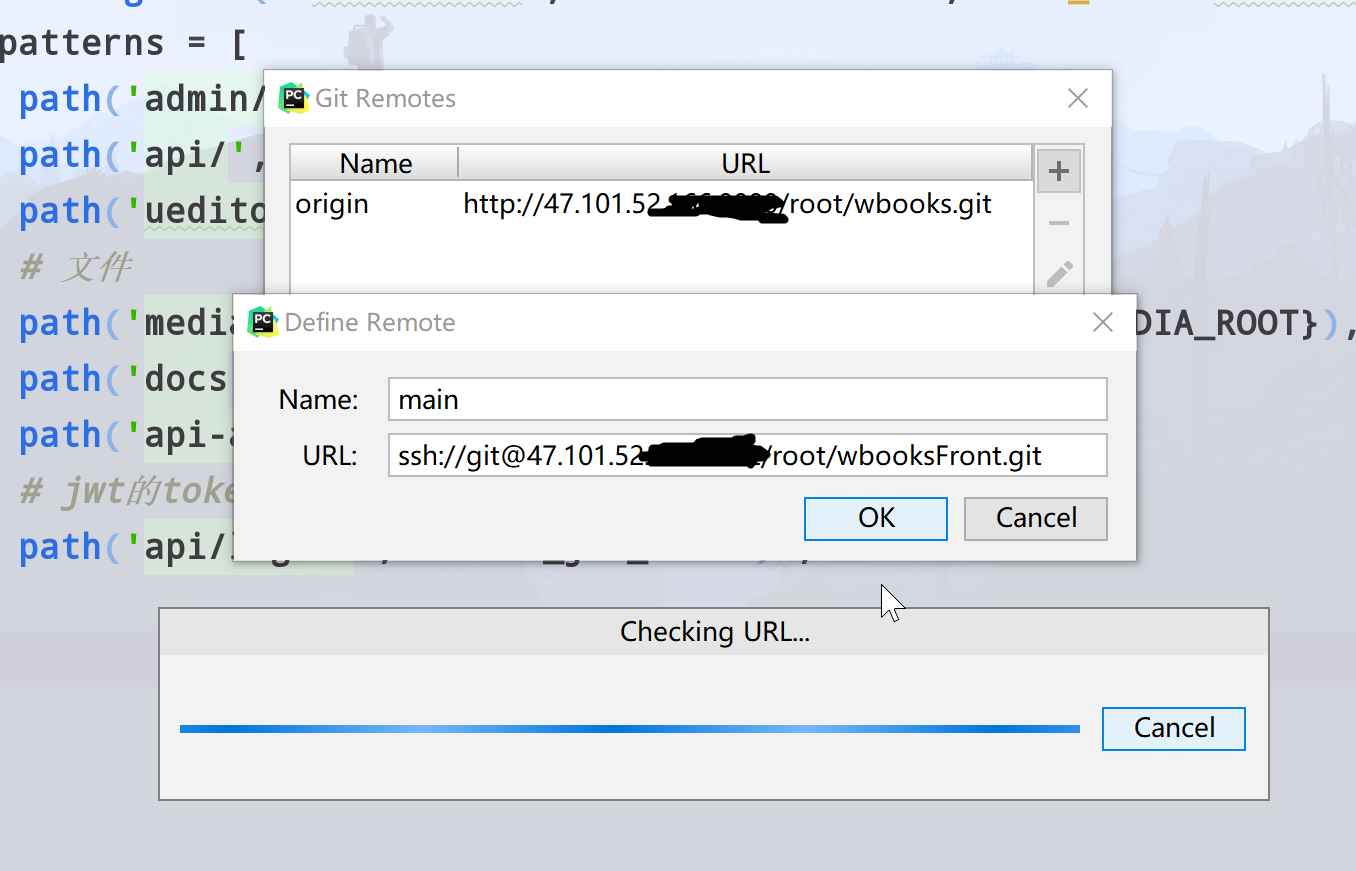 patterns = [
path('admin/
path('api/',
path('uedito
# 文件
path('media
DIA_ROOT}),
path('docs
path('api-a
# jwt的toke
path('api/
PC Git Remotes
Name URL
origin http://47.101.52. /root/wbooks.git
PC Define Remote
Name: main
URL: ssh://git@47.101.52. /root/wbooksFront.git
OK Cancel
Checking URL...
Cancel